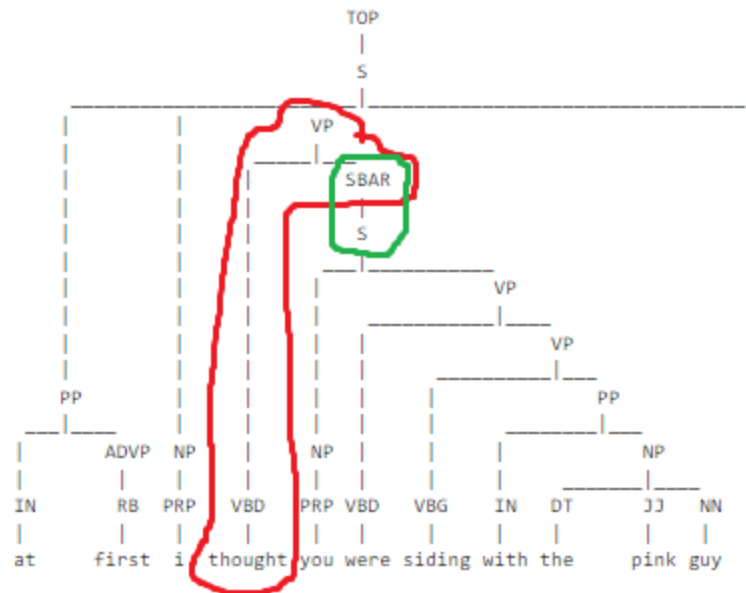 TOP
S
VP
SBAR
S
VP
VP
PP PP
ADVP NP NP NP
IN RB PRP VBD PRP VBD VBG IN DT JJ NN
at first i thought you were siding with the pink guy